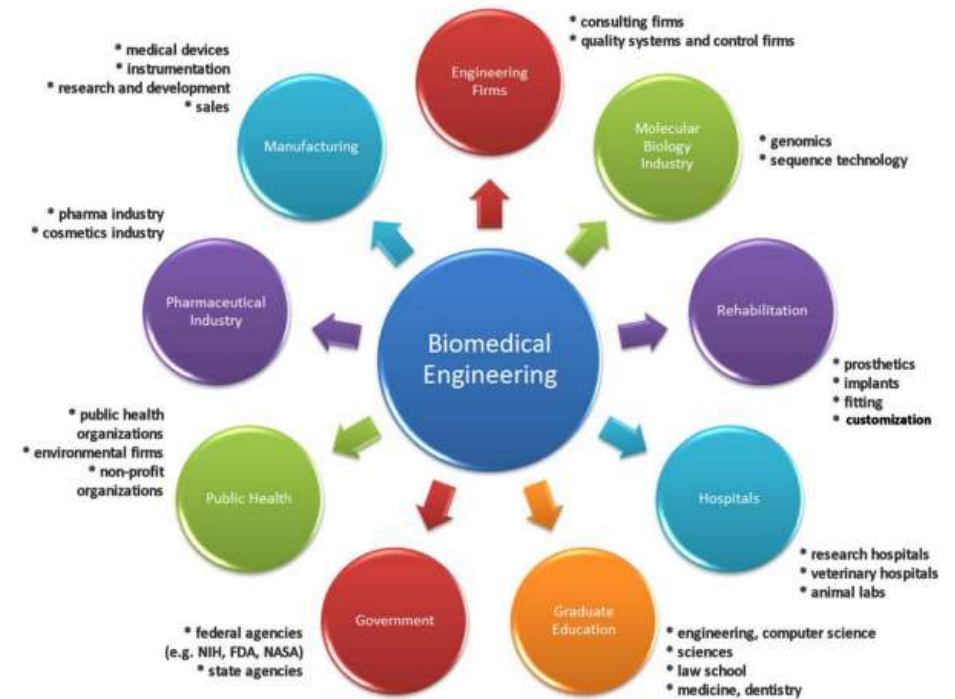 Biomedical
Engineering
Engineering
Firms
* consulting firms
* quality systems and control firms
Molecular
Biology
Industry
* genomics
* sequence technology
Rehabilitation
* prosthetics
* implants
* fitting
* customization
Hospitals
* research hospitals
* veterinary hospitals
* animal labs
Graduate
Education
* engineering, computer science
* sciences
* law school
* medicine, dentistry
Government
* federal agencies
(e.g. NIH, FDA, NASA)
* state agencies
Public Health
* public health
organizations
* environmental firms
* non-profit
organizations
Pharmaceutical
Industry
* pharma industry
* cosmetics industry
Manufacturing
* medical devices
* instrumentation
* research and development
* sales